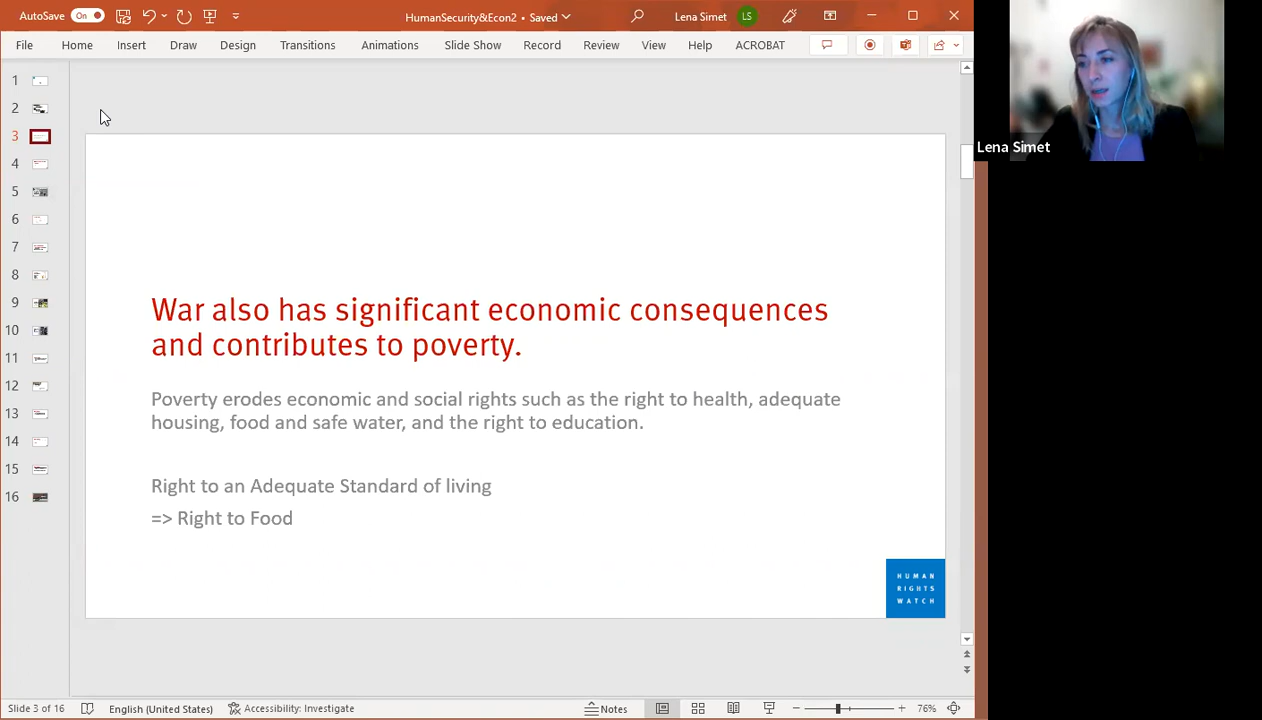 AutoSave On HumanSecurity&Econ2 • Saved Lena Simet LS
File Home Insert Draw Design Transitions Animations Slide Show Record Review View Help ACROBAT
Lena Simet
1
2
3
4
5
6
7
8
9
10
11
12
13
14
15
16
War also has significant economic consequences
and contributes to poverty.
Poverty erodes economic and social rights such as the right to health, adequate
housing, food and safe water, and the right to education.
Right to an Adequate Standard of living
=> Right to Food
HUMAN
RIGHTS
WATCH
Slide 3 of 16 English (United States) Accessibility: Investigate Notes 76%